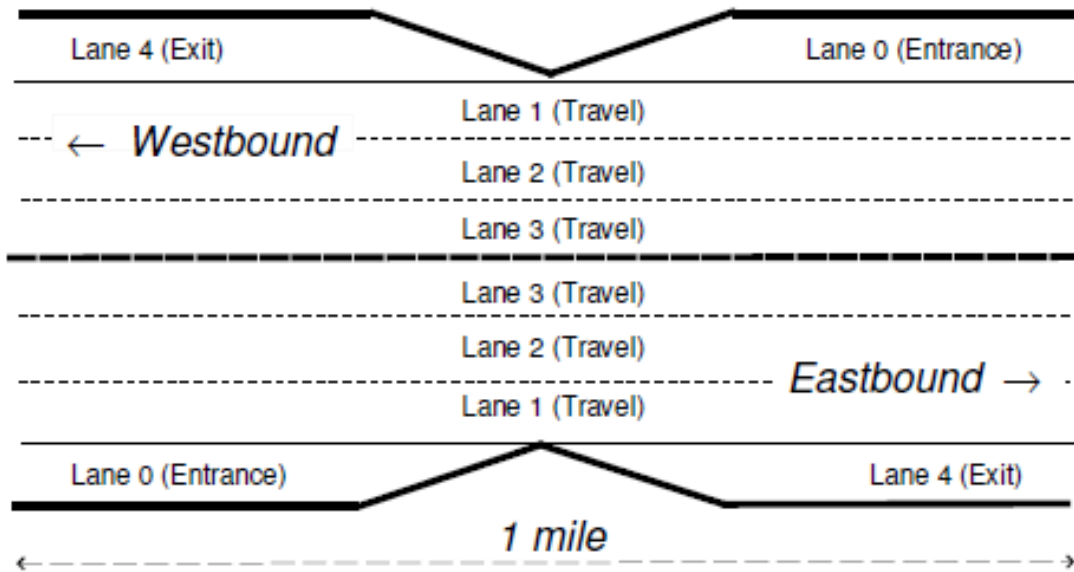 Lane 4 (Exit) Lane 0 (Entrance)
Lane 1 (Travel)
← Westbound
Lane 2 (Travel)
Lane 3 (Travel)
Lane 3 (Travel)
Lane 2 (Travel)
Eastbound →
Lane 1 (Travel)
Lane 0 (Entrance) Lane 4 (Exit)
1 mile